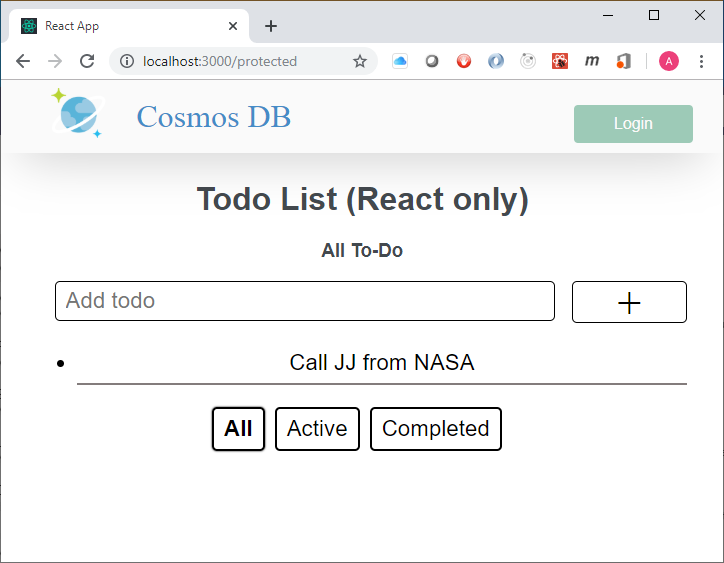 React App
localhost:3000/protected
m
A
Cosmos DB
Login
Todo List (React only)
All To-Do
Add todo
Call JJ from NASA
All Active Completed